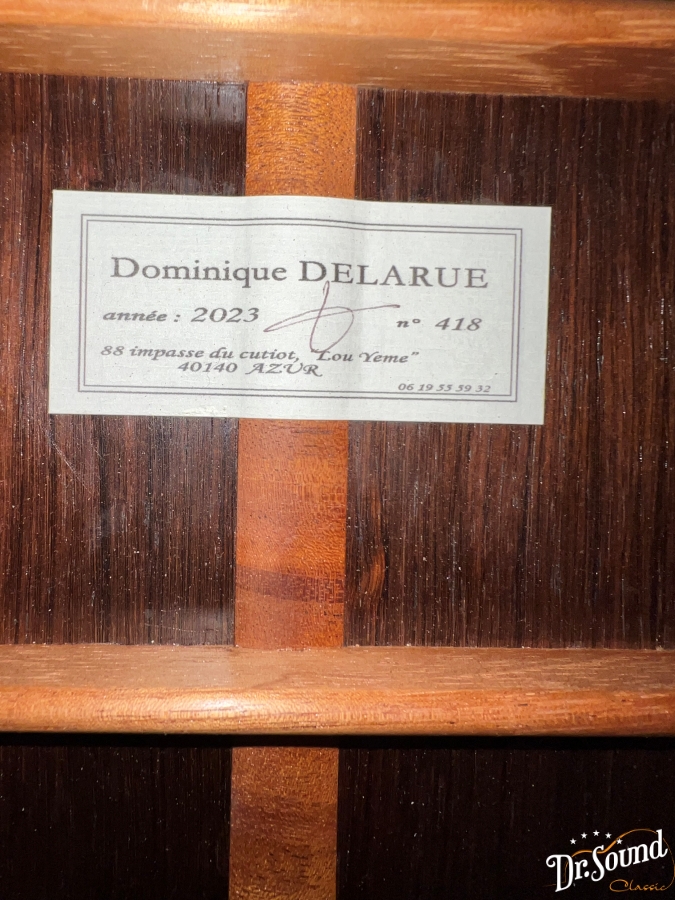 Dominique DELARUE
année : 2023 n° 418
88 impasse du cutiot, "Lou Yeme"
40140 AZUR
06 19 55 59 32
Dr. Sound
Classic